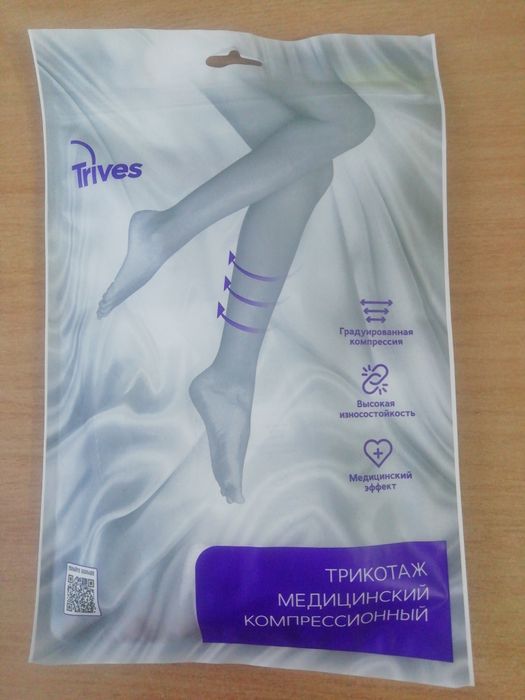 Trives
Градуированная
компрессия
Высокая
износостойкость
Медицинский
эффект
ТРИКОТАЖ
МЕДИЦИНСКИЙ
КОМПРЕССИОННЫЙ